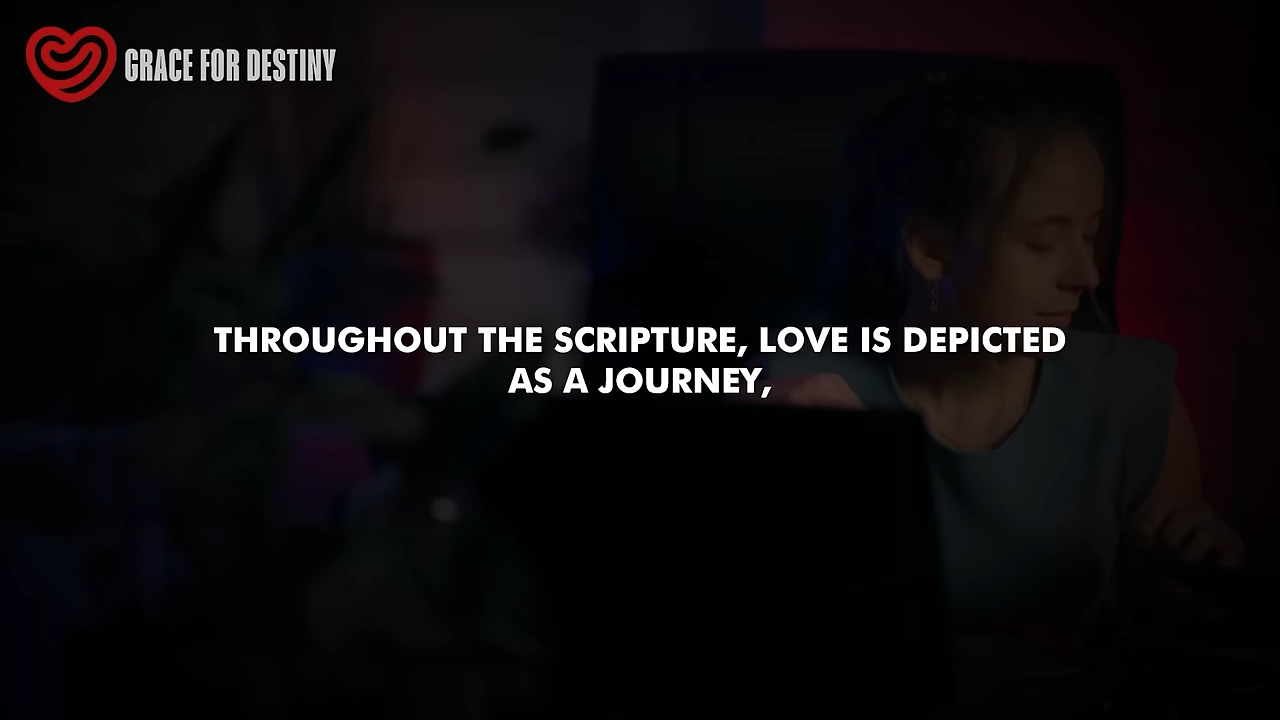 GRACE FOR DESTINY
THROUGHOUT THE SCRIPTURE, LOVE IS DEPICTED
AS A JOURNEY,